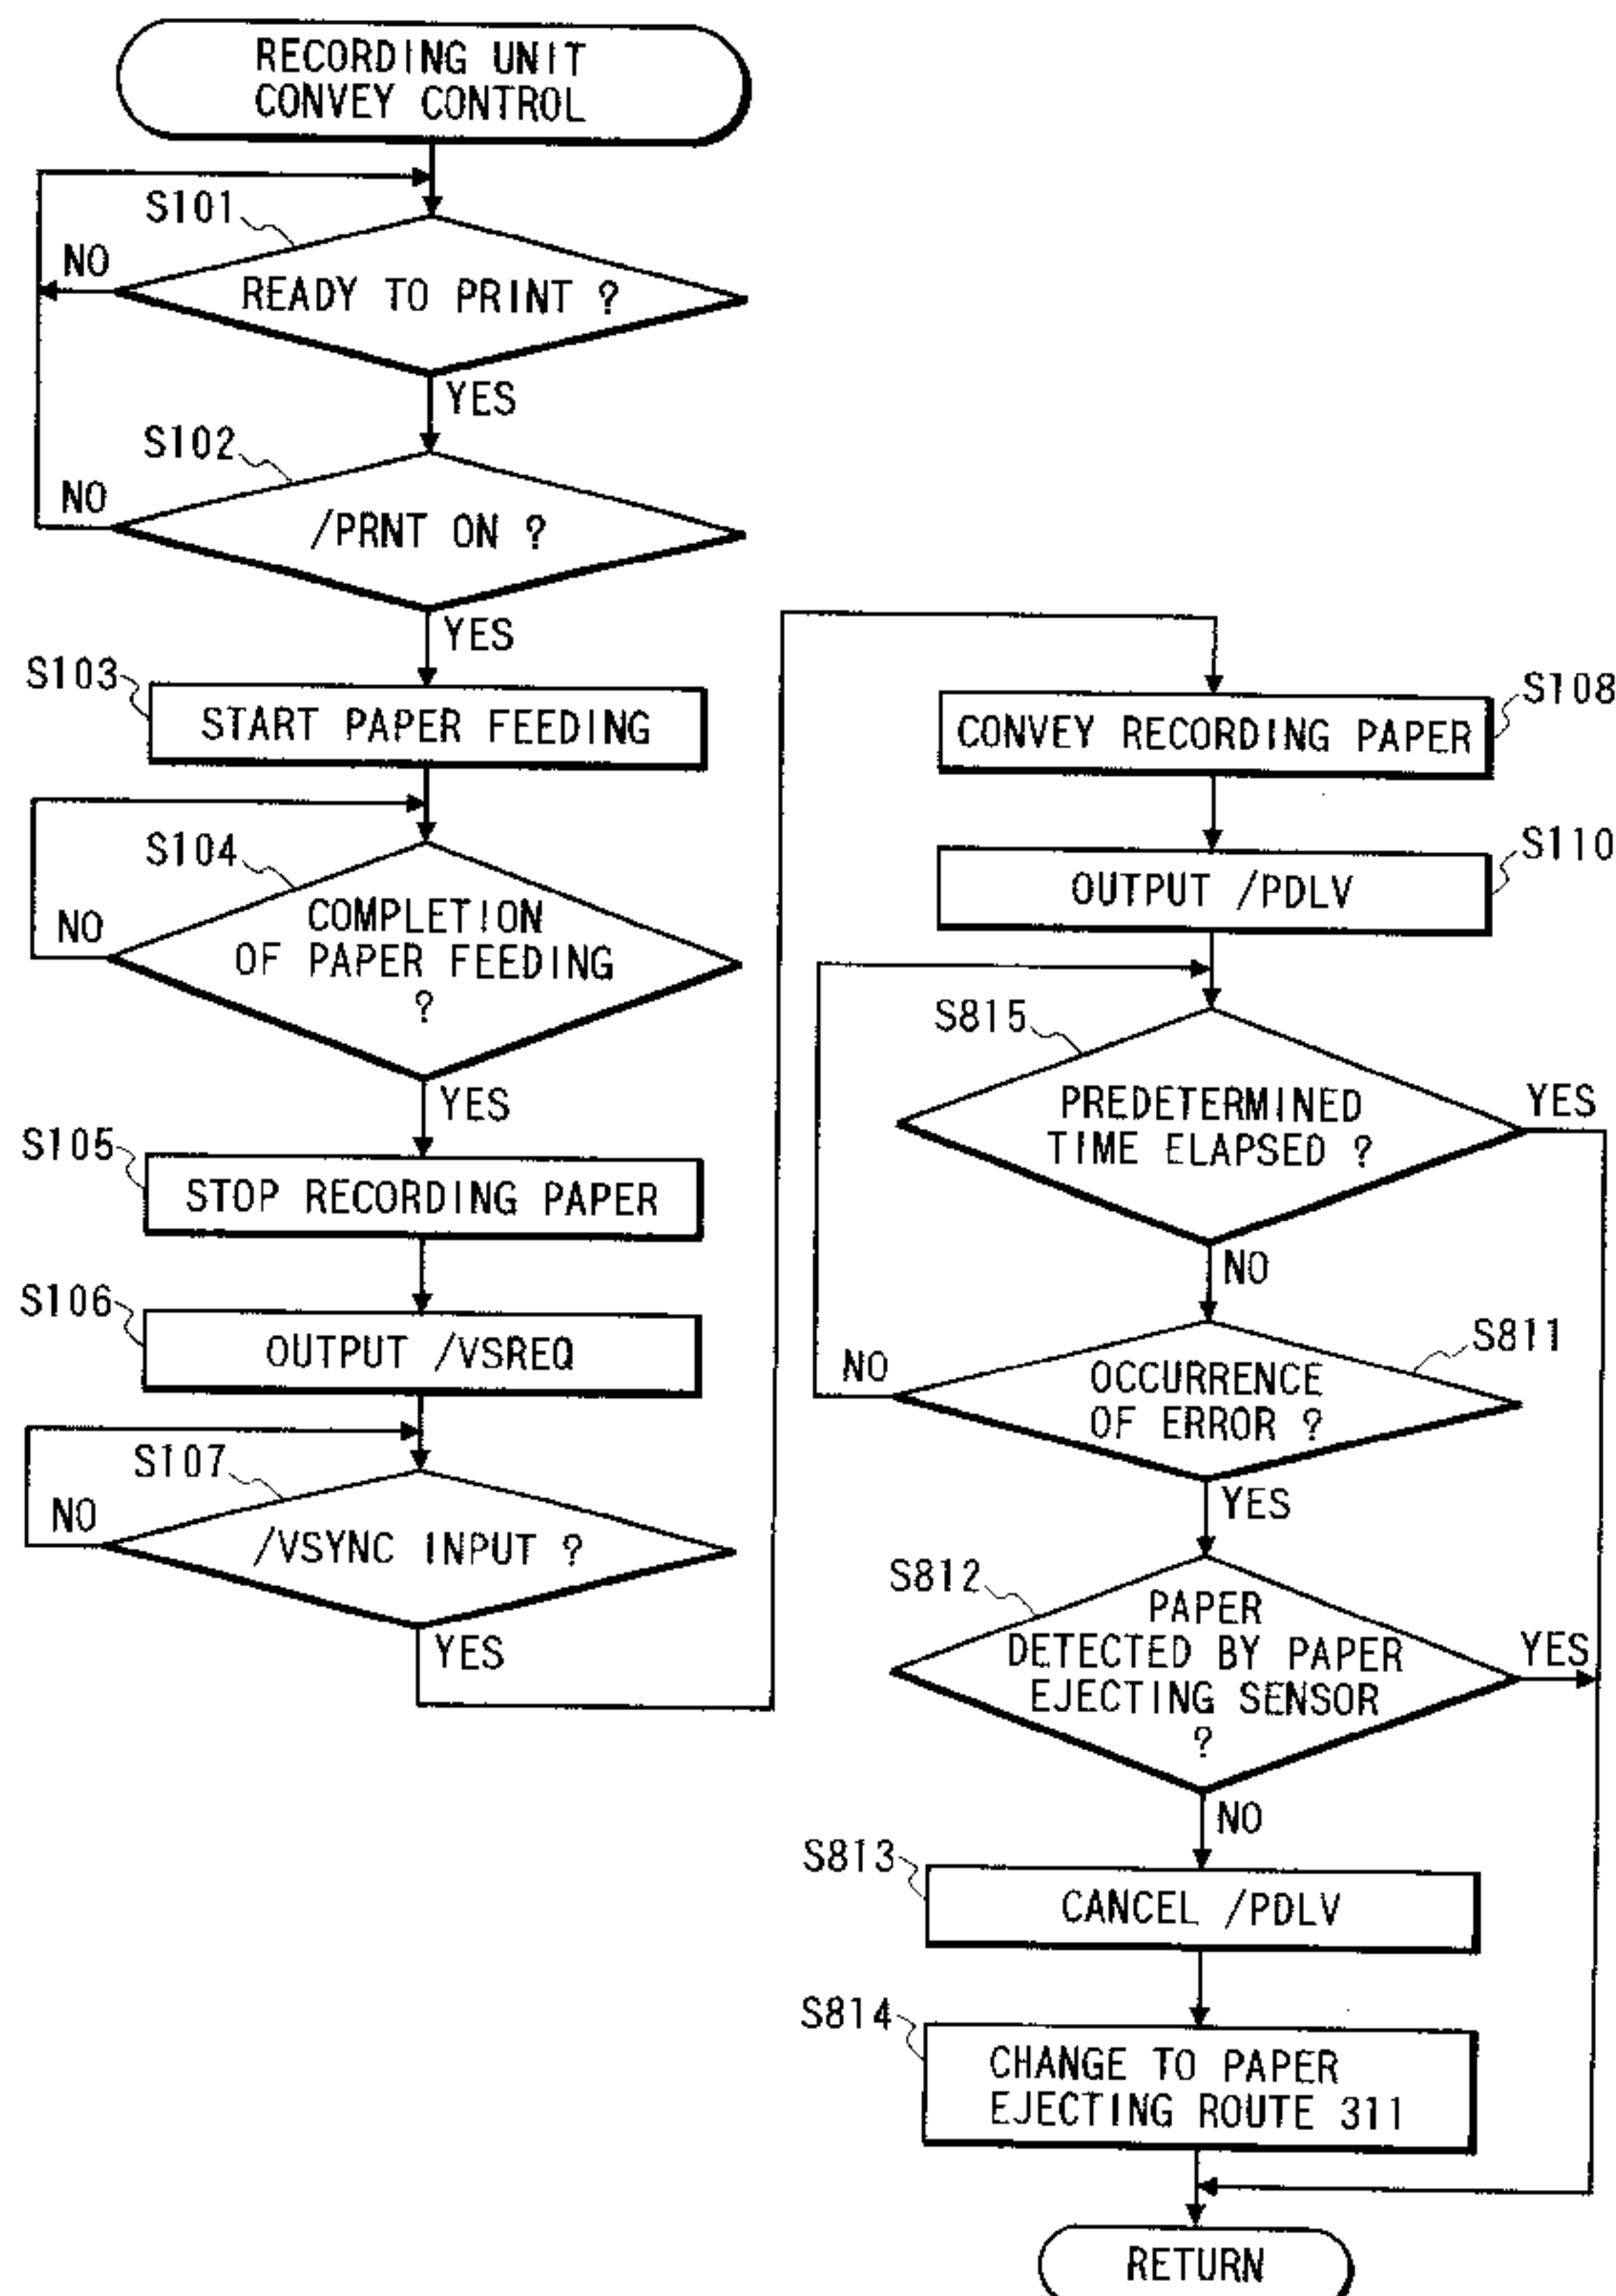 RECORDING UNIT
CONVEY CONTROL
S101
NO
READY TO PRINT ?
YES
S102
NO
/PRNT ON ?
YES
S103
START PAPER FEEDING
S104
NO
COMPLETION
OF PAPER FEEDING
?
YES
S105
STOP RECORDING PAPER
S106
OUTPUT /VSREQ
S107
NO
/VSYNC INPUT ?
YES
S108
CONVEY RECORDING PAPER
S110
OUTPUT /PDLV
S815
PREDETERMINED
TIME ELAPSED ?
YES
NO
S811
NO
OCCURRENCE
OF ERROR ?
YES
S812
PAPER
DETECTED BY PAPER
EJECTING SENSOR
?
YES
NO
S813
CANCEL /PDLV
S814
CHANGE TO PAPER
EJECTING ROUTE 311
RETURN